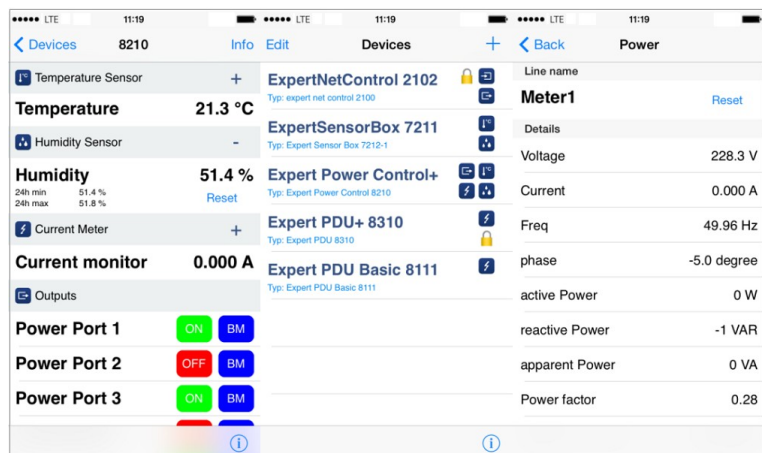 LTE 11:19
Devices 8210 Info
Temperature Sensor +
Temperature 21.3 °C
Humidity Sensor -
Humidity 51.4 %
24h min 51.4 %
24h max 51.8 %
Reset
Current Meter +
Current monitor 0.000 A
Outputs
Power Port 1 ON BM
Power Port 2 OFF BM
Power Port 3 ON BM
LTE 11:19
Edit Devices +
ExpertNetControl 2102
Typ: expert net control 2100
ExpertSensorBox 7211
Typ: Expert Sensor Box 7212-1
Expert Power Control+
Typ: Expert Power Control 8210
Expert PDU+ 8310
Typ: Expert PDU 8310
Expert PDU Basic 8111
Typ: Expert PDU Basic 8111
LTE 11:19
Back Power
Line name
Meter1 Reset
Details
Voltage 228.3 V
Current 0.000 A
Freq 49.96 Hz
phase -5.0 degree
active Power 0 W
reactive Power -1 VAR
apparent Power 0 VA
Power factor 0.28